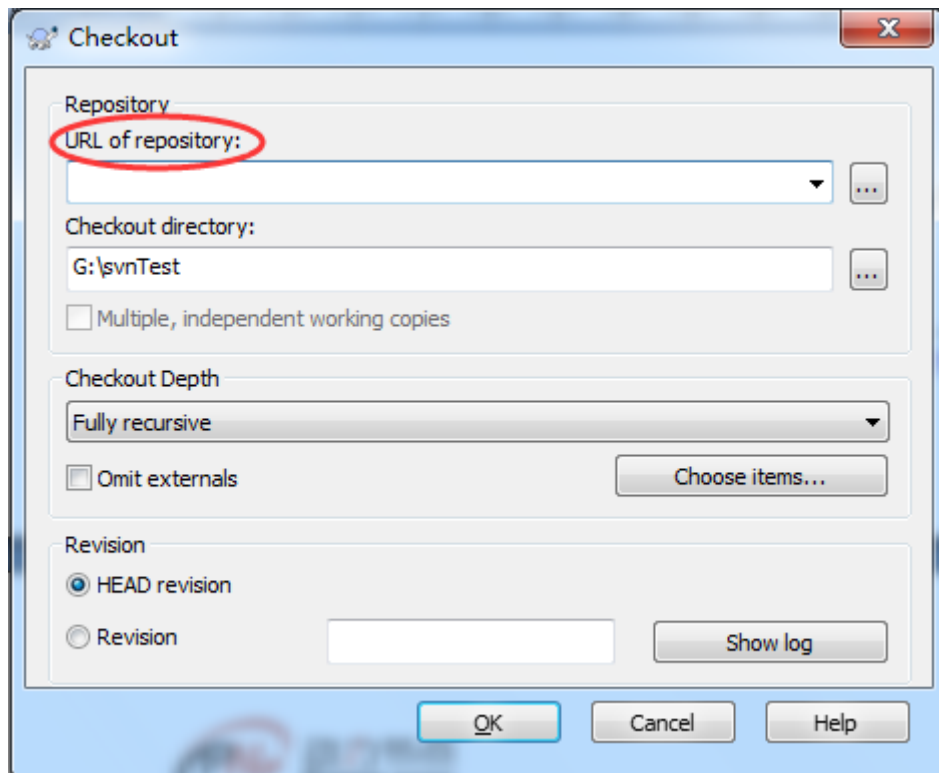 Checkout
Repository
URL of repository:
...
Checkout directory:
G:\svnTest
...
Multiple, independent working copies
Checkout Depth
Fully recursive
Omit externals
Choose items...
Revision
HEAD revision
Revision
Show log
OK
Cancel
Help